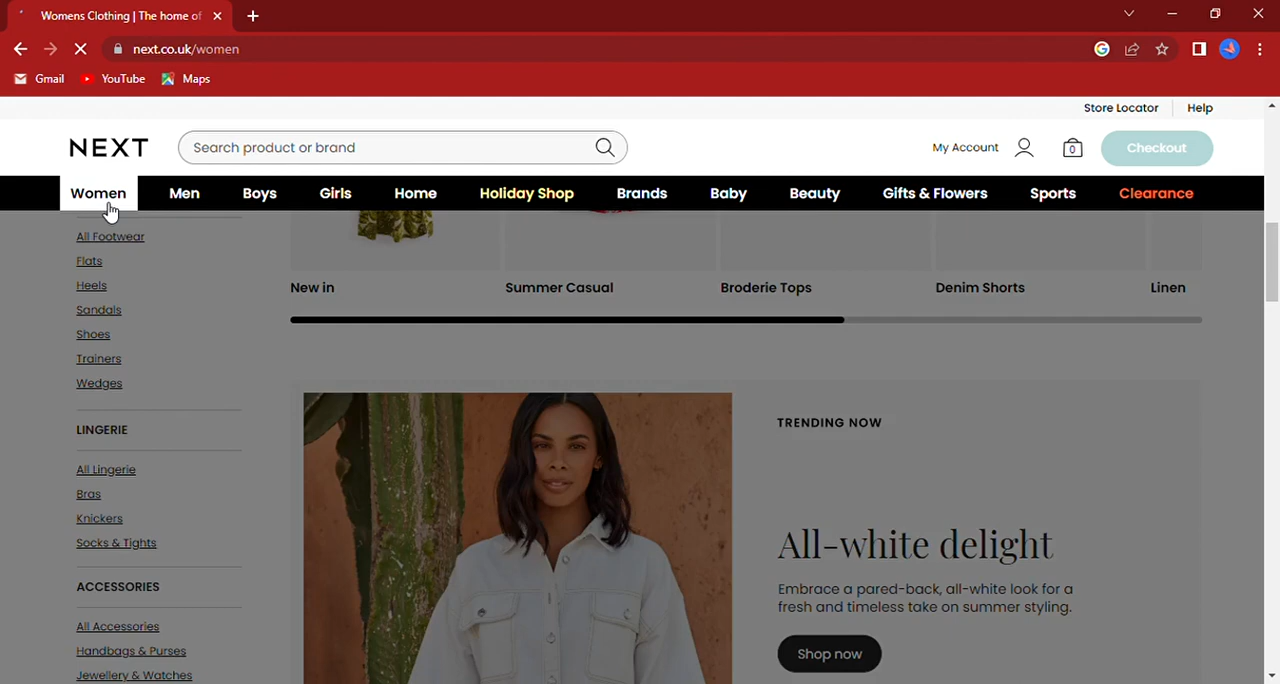 Womens Clothing | The home of
next.co.uk/women
Gmail YouTube Maps
Store Locator Help
NEXT Search product or brand My Account 0 Checkout
Women Men Boys Girls Home Holiday Shop Brands Baby Beauty Gifts & Flowers Sports Clearance
All Footwear
Flats
Heels
Sandals
Shoes
Trainers
Wedges
LINGERIE
All Lingerie
Bras
Knickers
Socks & Tights
ACCESSORIES
All Accessories
Handbags & Purses
Jewellery & Watches
New in Summer Casual Broderie Tops Denim Shorts Linen
TRENDING NOW
All-white delight
Embrace a pared-back, all-white look for a
fresh and timeless take on summer styling.
Shop now